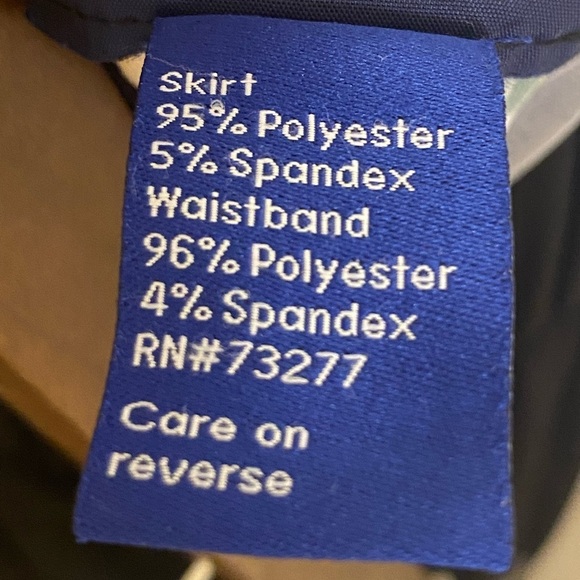 Skirt
95% Polyester
5% Spandex
Waistband
96% Polyester
4% Spandex
RN#73277
Care on
reverse